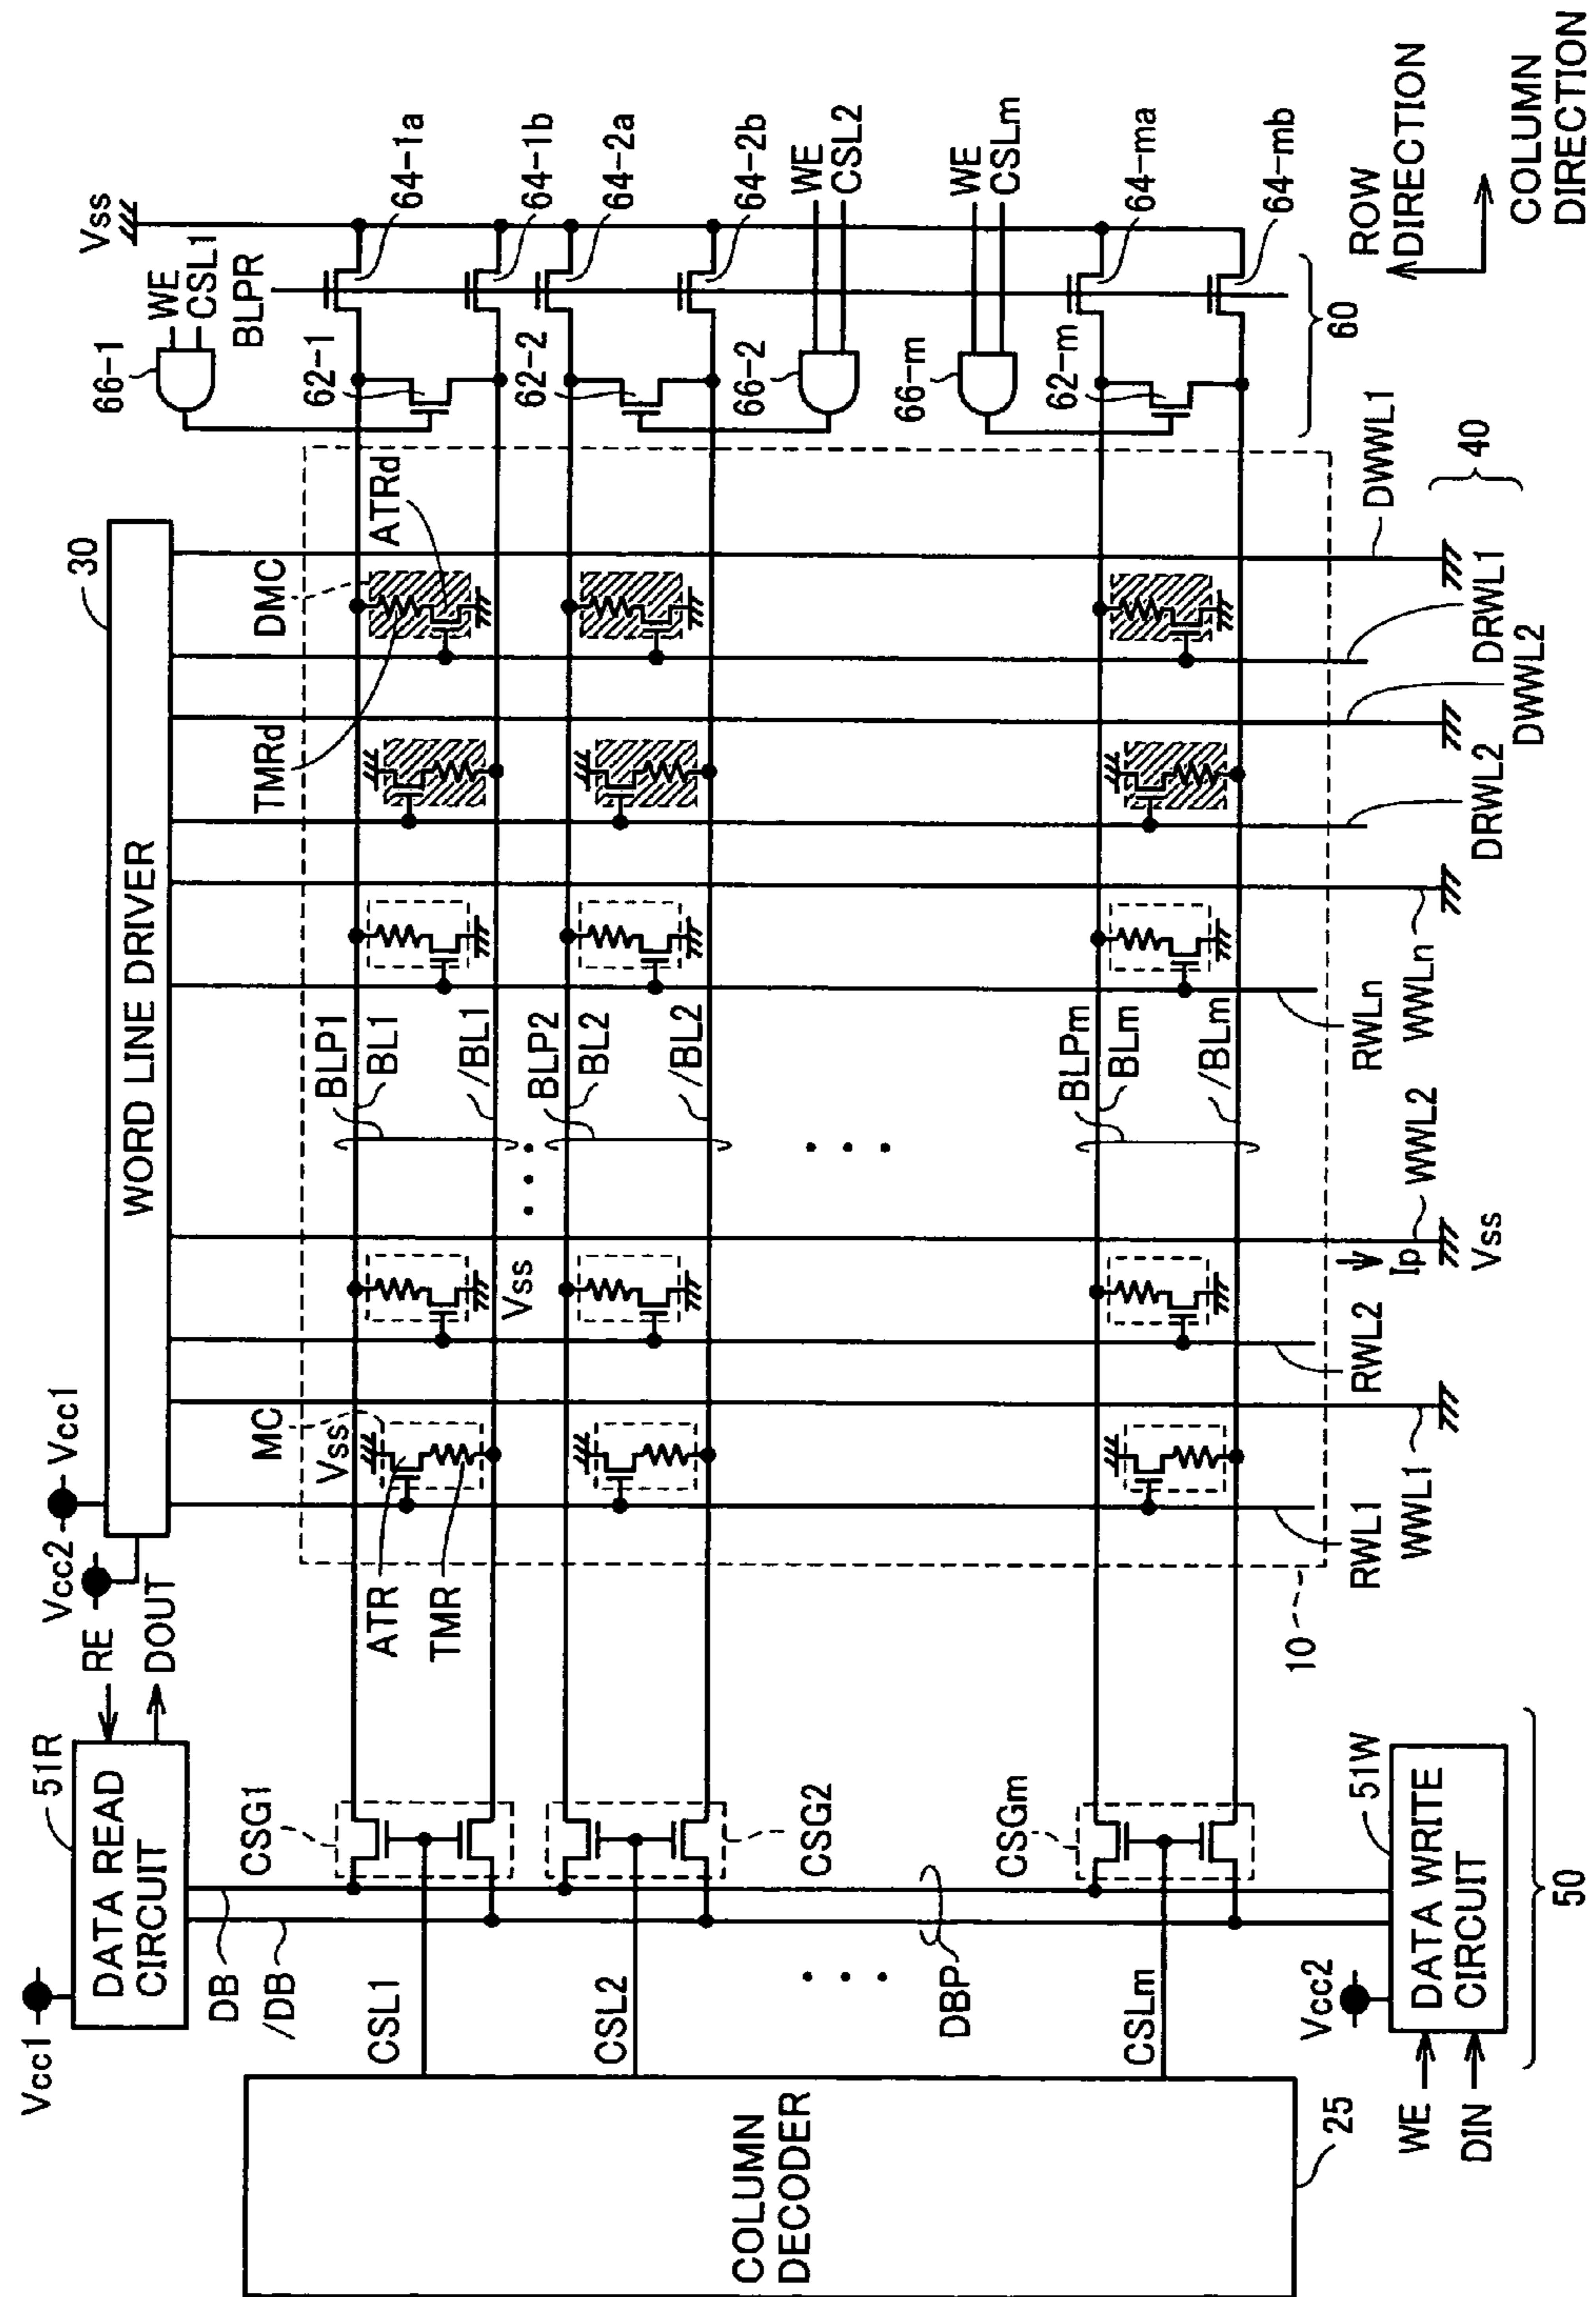 Vss
WE
CSL1
BLPR
66-1
62-1
64-1a
64-1b
62-2
64-2a
64-2b
66-2
WE
CSL2
WE
CSLm
66-m
62-m
64-ma
64-mb
60
ROW
DIRECTION
COLUMN
DIRECTION
30
WORD LINE DRIVER
Vcc1
Vcc2
DMC
ATRd
TMRd
BLP1
BL1
/BL1
BLP2
BL2
/BL2
BLPm
BLm
/BLm
MC
Vss
Vss
ATR
TMR
10
RWL1
WWL1
RWL2
Ip
WWL2
Vss
RWLn
WWLn
DRWL2
DWWL2
DRWL1
DWWL1
40
Vcc1
51R
DATA READ
CIRCUIT
RE
DOUT
DB
/DB
CSG1
CSG2
CSGm
CSL1
CSL2
CSLm
DBP
COLUMN
DECODER
25
Vcc2
51W
DATA WRITE
CIRCUIT
WE
DIN
50